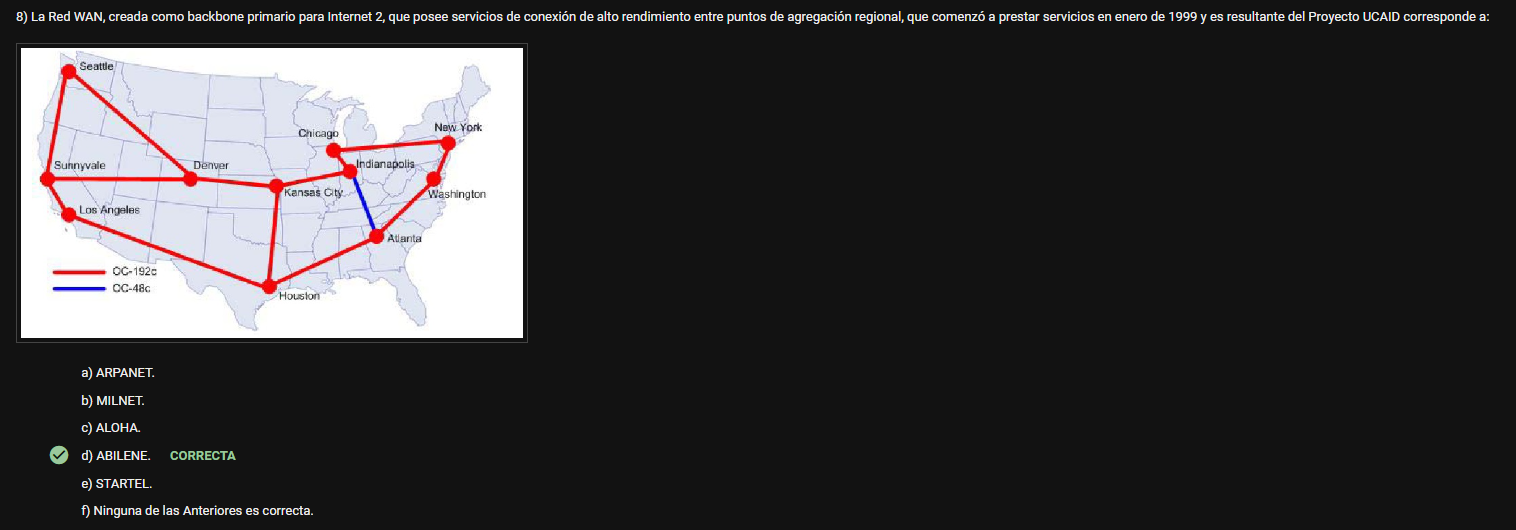 8) La Red WAN, creada como backbone primario para Internet 2, que posee servicios de conexión de alto rendimiento entre puntos de agregación regional, que comenzó a prestar servicios en enero de 1999 y es resultante del Proyecto UCAID corresponde a:
Seattle
New York
Chicago
Indianapolis
Sunnyvale
Denver
Kansas City
Washington
Los Angeles
Atlanta
OC-192c
OC-48c
Houston
a) ARPANET.
b) MILNET.
c) ALOHA.
d) ABILENE. CORRECTA
e) STARTEL.
f) Ninguna de las Anteriores es correcta.